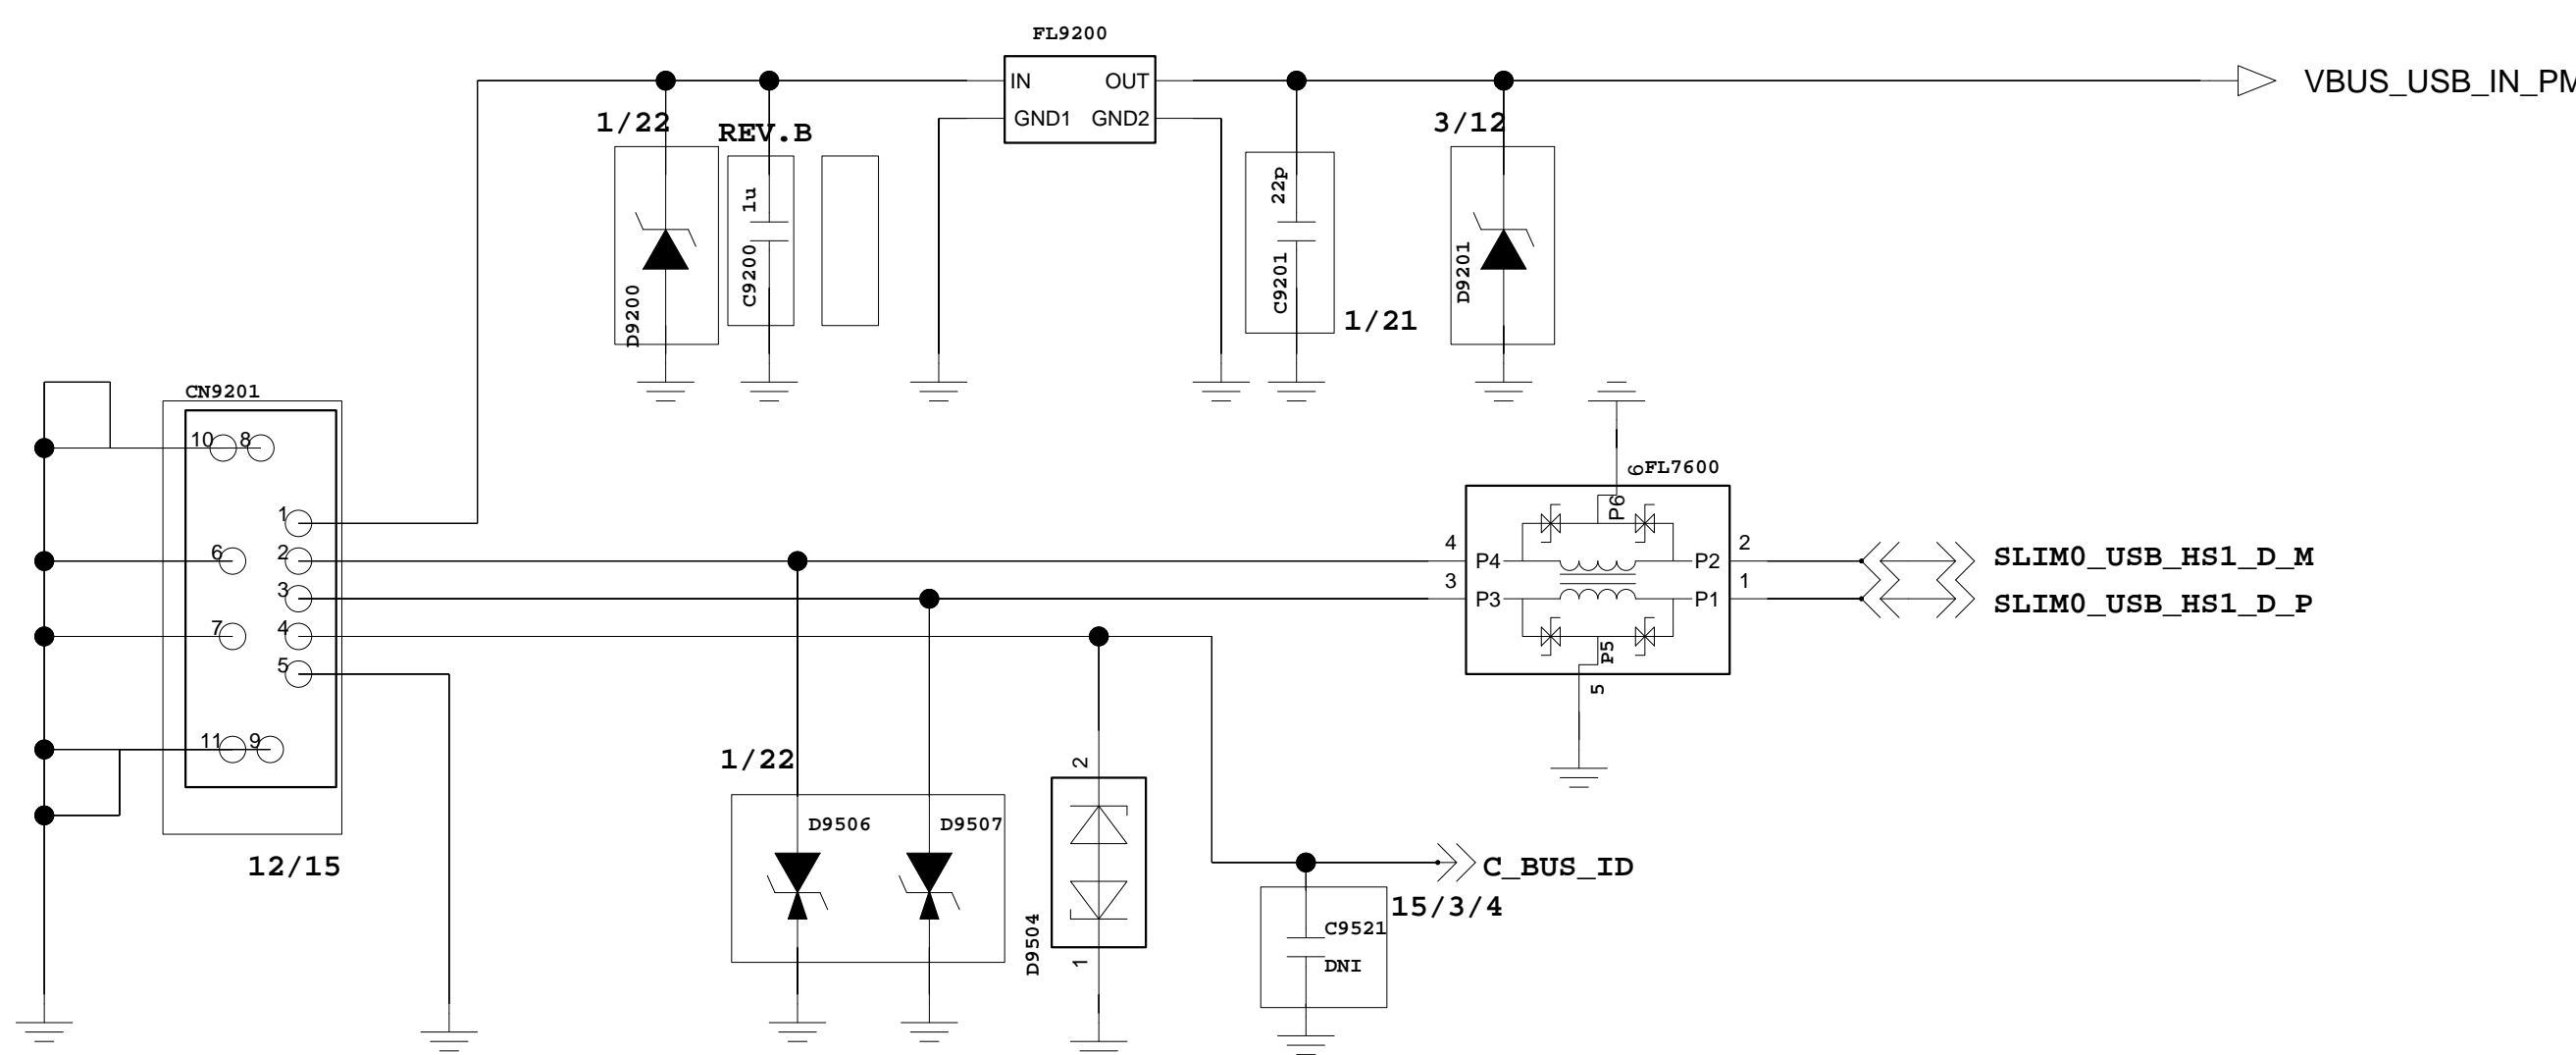 FL9200
IN OUT
GND1 GND2
VBUS_USB_IN_PM
1/22
REV.B
3/12
1u
C9200
D9200
22p
C9201
1/21
D9201
CN9201
10 8
1
6 2
3
7 4
5
11 9
12/15
6 FL7600
P6
4 P4 P2 2
3 P3 P1 1
P5
5
SLIM0_USB_HS1_D_M
SLIM0_USB_HS1_D_P
1/22
D9506 D9507
2
D9504
1
C_BUS_ID
15/3/4
C9521
DNI